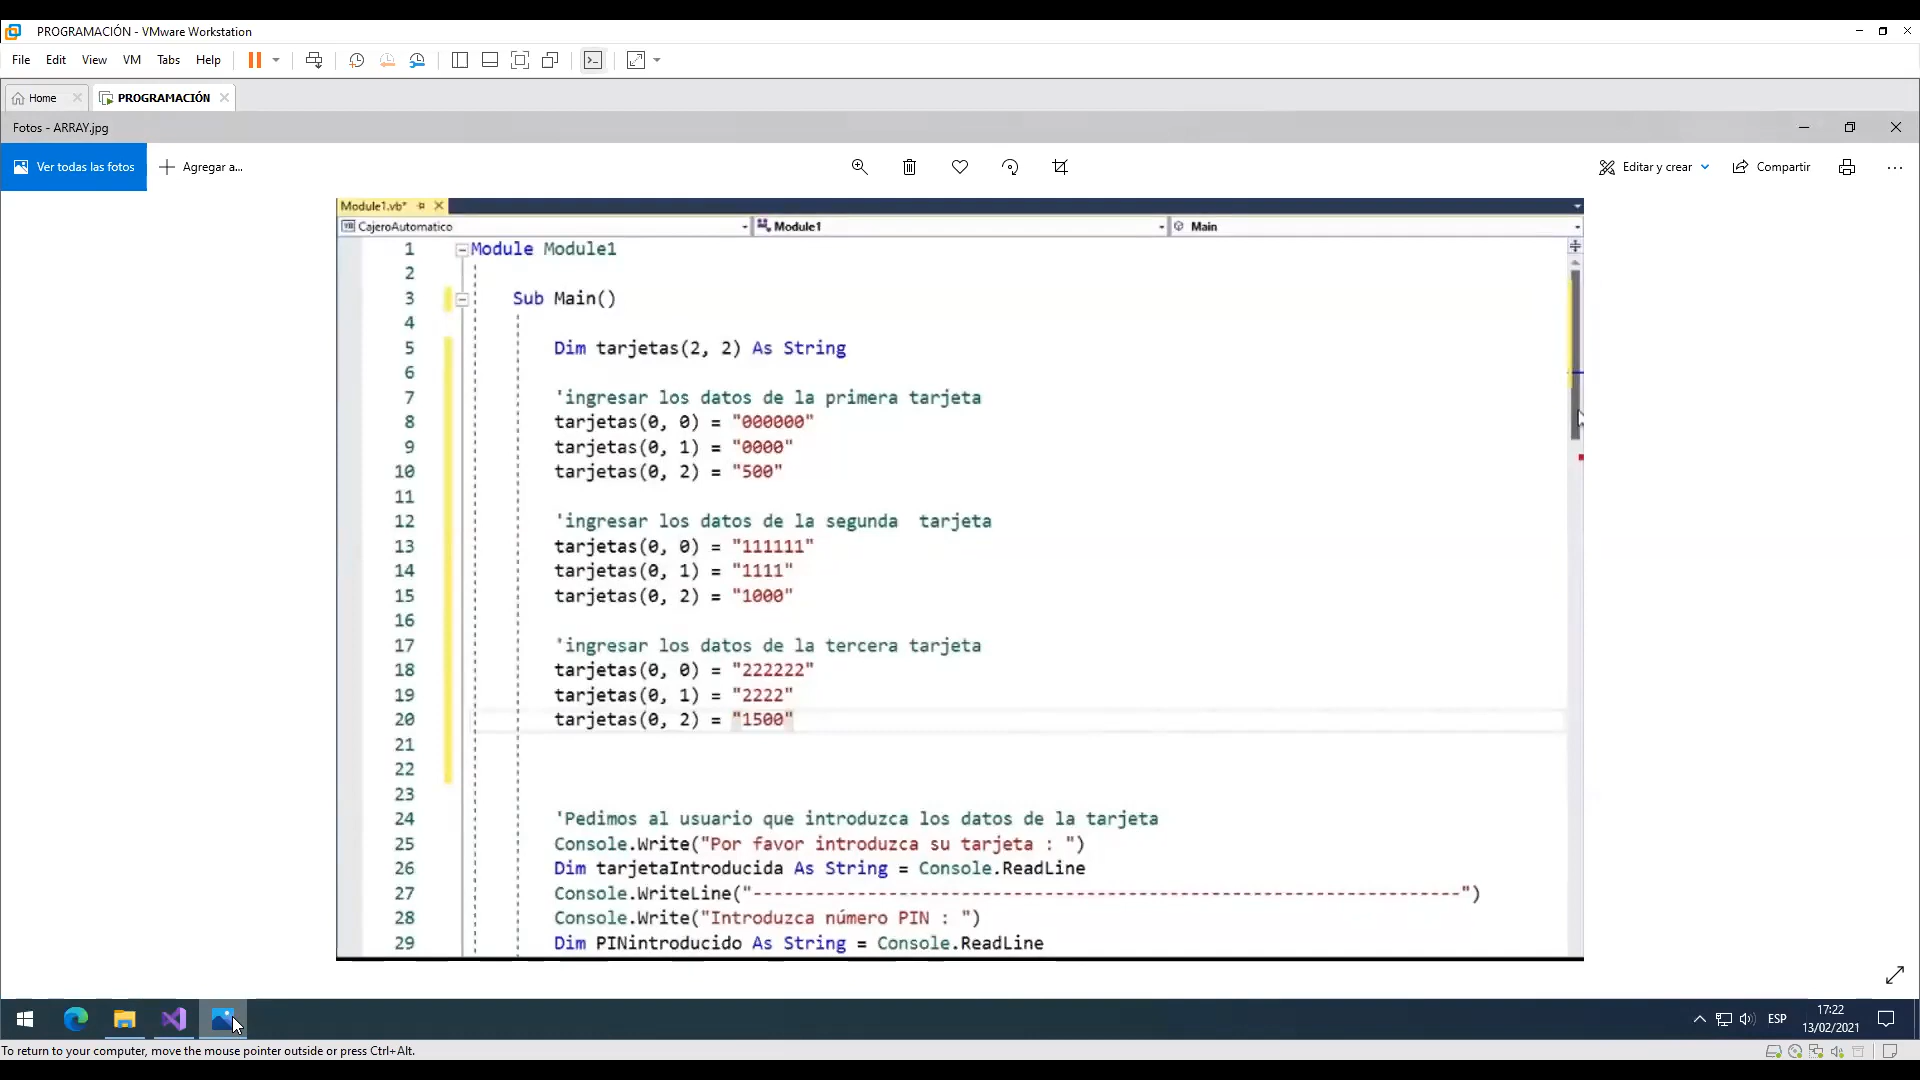 PROGRAMACIÓN - VMware Workstation
File Edit View VM Tabs Help
Home PROGRAMACIÓN
Fotos - ARRAY.jpg
Ver todas las fotos Agregar a... Editar y crear Compartir
Module1.vb*
CajeroAutomatico Module1 Main
1 Module Module1
2
3 Sub Main()
4
5 Dim tarjetas(2, 2) As String
6
7 'ingresar los datos de la primera tarjeta
8 tarjetas(0, 0) = "000000"
9 tarjetas(0, 1) = "0000"
10 tarjetas(0, 2) = "500"
11
12 'ingresar los datos de la segunda  tarjeta
13 tarjetas(0, 0) = "111111"
14 tarjetas(0, 1) = "1111"
15 tarjetas(0, 2) = "1000"
16
17 'ingresar los datos de la tercera tarjeta
18 tarjetas(0, 0) = "222222"
19 tarjetas(0, 1) = "2222"
20 tarjetas(0, 2) = "1500"
21
22
23
24 'Pedimos al usuario que introduzca los datos de la tarjeta
25 Console.Write("Por favor introduzca su tarjeta : ")
26 Dim tarjetaIntroducida As String = Console.ReadLine
27 Console.WriteLine("--------------------------------------------------------------------")
28 Console.Write("Introduzca número PIN : ")
29 Dim PINintroducido As String = Console.ReadLine
ESP 17:22
13/02/2021
To return to your computer, move the mouse pointer outside or press Ctrl+Alt.